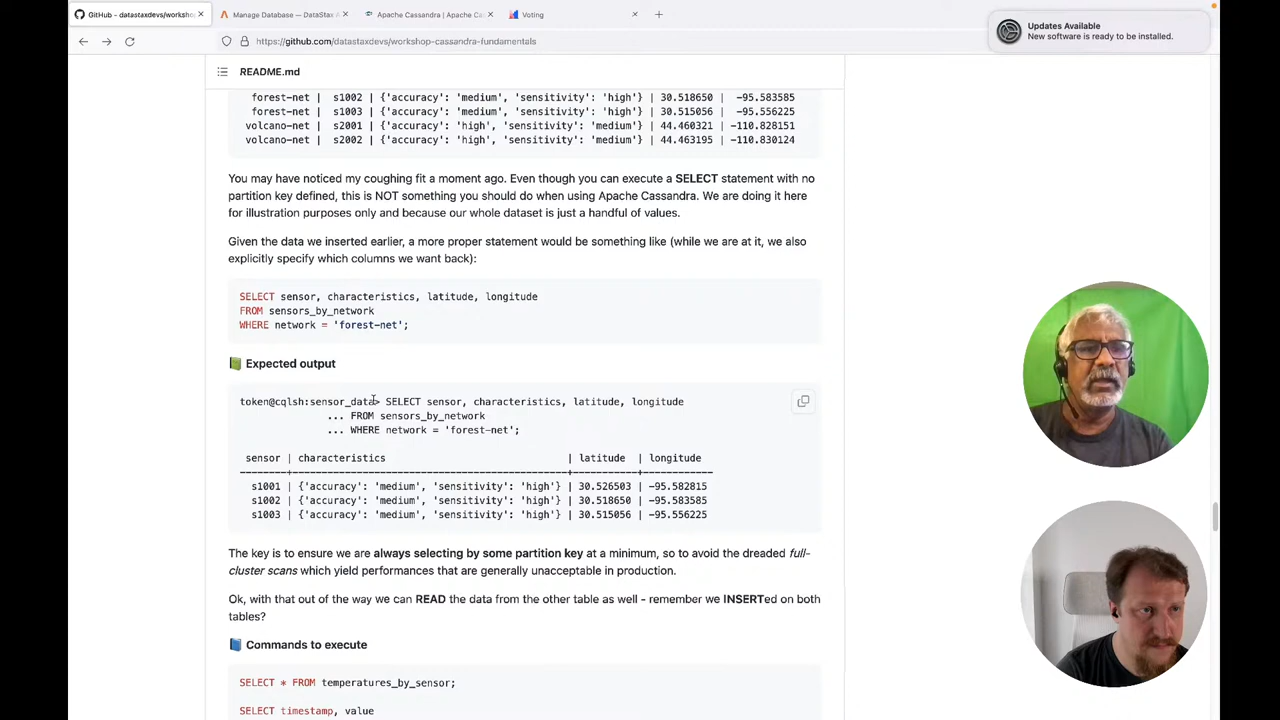 GitHub - datastaxdevs/worksho
Manage Database — DataStax A
Apache Cassandra | Apache Ca
Voting
Updates Available
New software is ready to be installed.
https://github.com/datastaxdevs/workshop-cassandra-fundamentals
README.md
forest-net | s1002 | {'accuracy': 'medium', 'sensitivity': 'high'} | 30.518650 | -95.583585
forest-net | s1003 | {'accuracy': 'medium', 'sensitivity': 'high'} | 30.515056 | -95.556225
volcano-net | s2001 | {'accuracy': 'high', 'sensitivity': 'medium'} | 44.460321 | -110.828151
volcano-net | s2002 | {'accuracy': 'high', 'sensitivity': 'medium'} | 44.463195 | -110.830124
You may have noticed my coughing fit a moment ago. Even though you can execute a SELECT statement with no
partition key defined, this is NOT something you should do when using Apache Cassandra. We are doing it here
for illustration purposes only and because our whole dataset is just a handful of values.
Given the data we inserted earlier, a more proper statement would be something like (while we are at it, we also
explicitly specify which columns we want back):
SELECT sensor, characteristics, latitude, longitude
FROM sensors_by_network
WHERE network = 'forest-net';
Expected output
token@cqlsh:sensor_data> SELECT sensor, characteristics, latitude, longitude
... FROM sensors_by_network
... WHERE network = 'forest-net';
sensor | characteristics | latitude | longitude
--------+-----------------------------------------------+-----------+------------
s1001 | {'accuracy': 'medium', 'sensitivity': 'high'} | 30.526503 | -95.582815
s1002 | {'accuracy': 'medium', 'sensitivity': 'high'} | 30.518650 | -95.583585
s1003 | {'accuracy': 'medium', 'sensitivity': 'high'} | 30.515056 | -95.556225
The key is to ensure we are always selecting by some partition key at a minimum, so to avoid the dreaded full-
cluster scans which yield performances that are generally unacceptable in production.
Ok, with that out of the way we can READ the data from the other table as well - remember we INSERTed on both
tables?
Commands to execute
SELECT * FROM temperatures_by_sensor;
SELECT timestamp, value